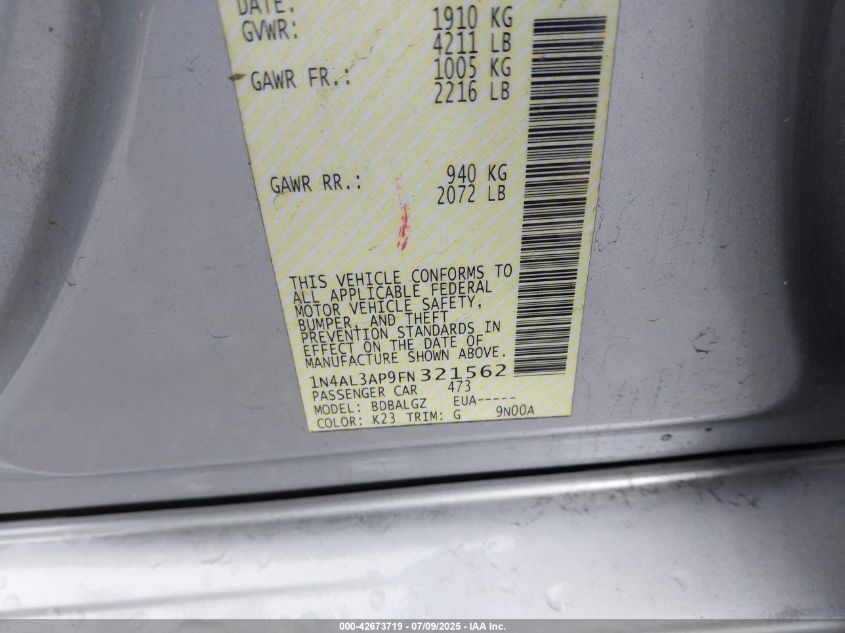 DATE:
GVWR: 1910 KG
4211 LB
GAWR FR.: 1005 KG
2216 LB
GAWR RR.: 940 KG
2072 LB
THIS VEHICLE CONFORMS TO
ALL APPLICABLE FEDERAL
MOTOR VEHICLE SAFETY,
BUMPER, AND THEFT
PREVENTION STANDARDS IN
EFFECT ON THE DATE OF
MANUFACTURE SHOWN ABOVE.
1N4AL3AP9FN321562
PASSENGER CAR 473
MODEL: BDBALGZ EUA-----
COLOR: K23 TRIM: G 9N00A
000-42673719 - 07/09/2025 - IAA Inc.